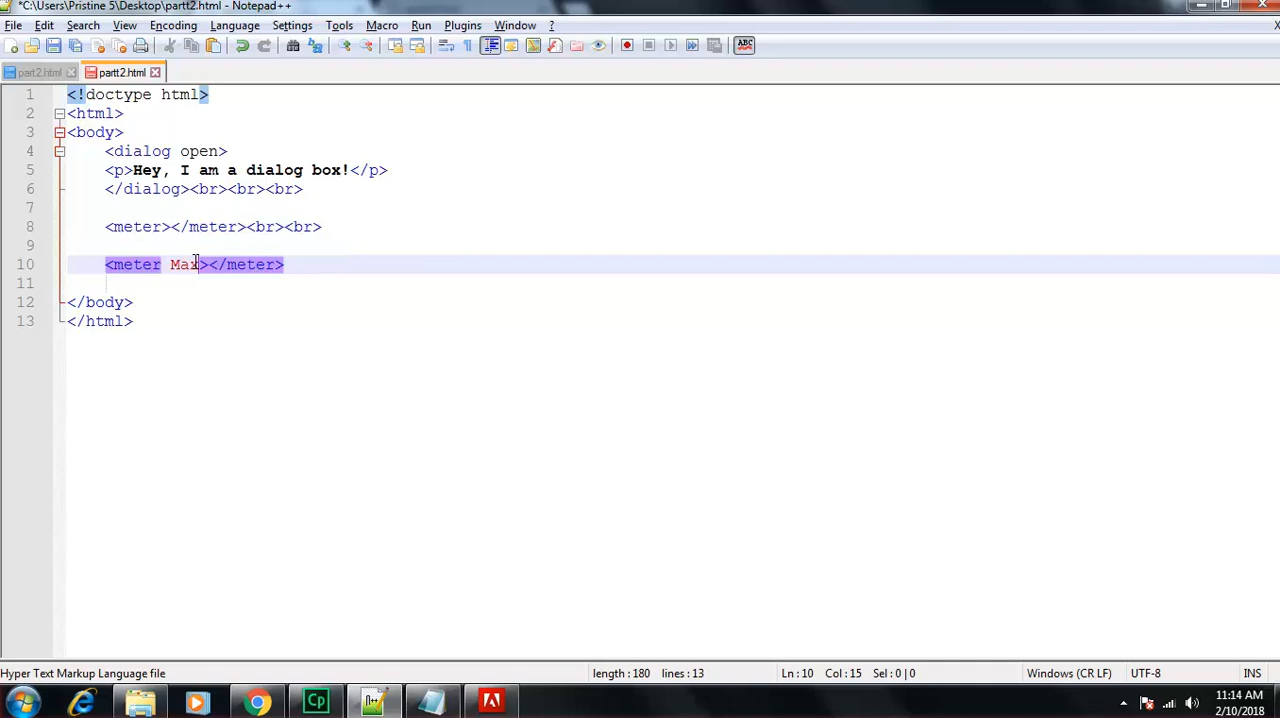 *C:\Users\Pristine 5\Desktop\partt2.html - Notepad++
File Edit Search View Encoding Language Settings Tools Macro Run Plugins Window ?
ABC
part2.html partt2.html
1 <!doctype html>
2 <html>
3 <body>
4 <dialog open>
5 <p>Hey, I am a dialog box!</p>
6 </dialog><br><br><br>
7
8 <meter></meter><br><br>
9
10 <meter Max></meter>
11
12 </body>
13 </html>
Hyper Text Markup Language file length : 180 lines : 13 Ln : 10 Col : 15 Sel : 0 | 0 Windows (CR LF) UTF-8 INS
Cp
11:14 AM
2/10/2018